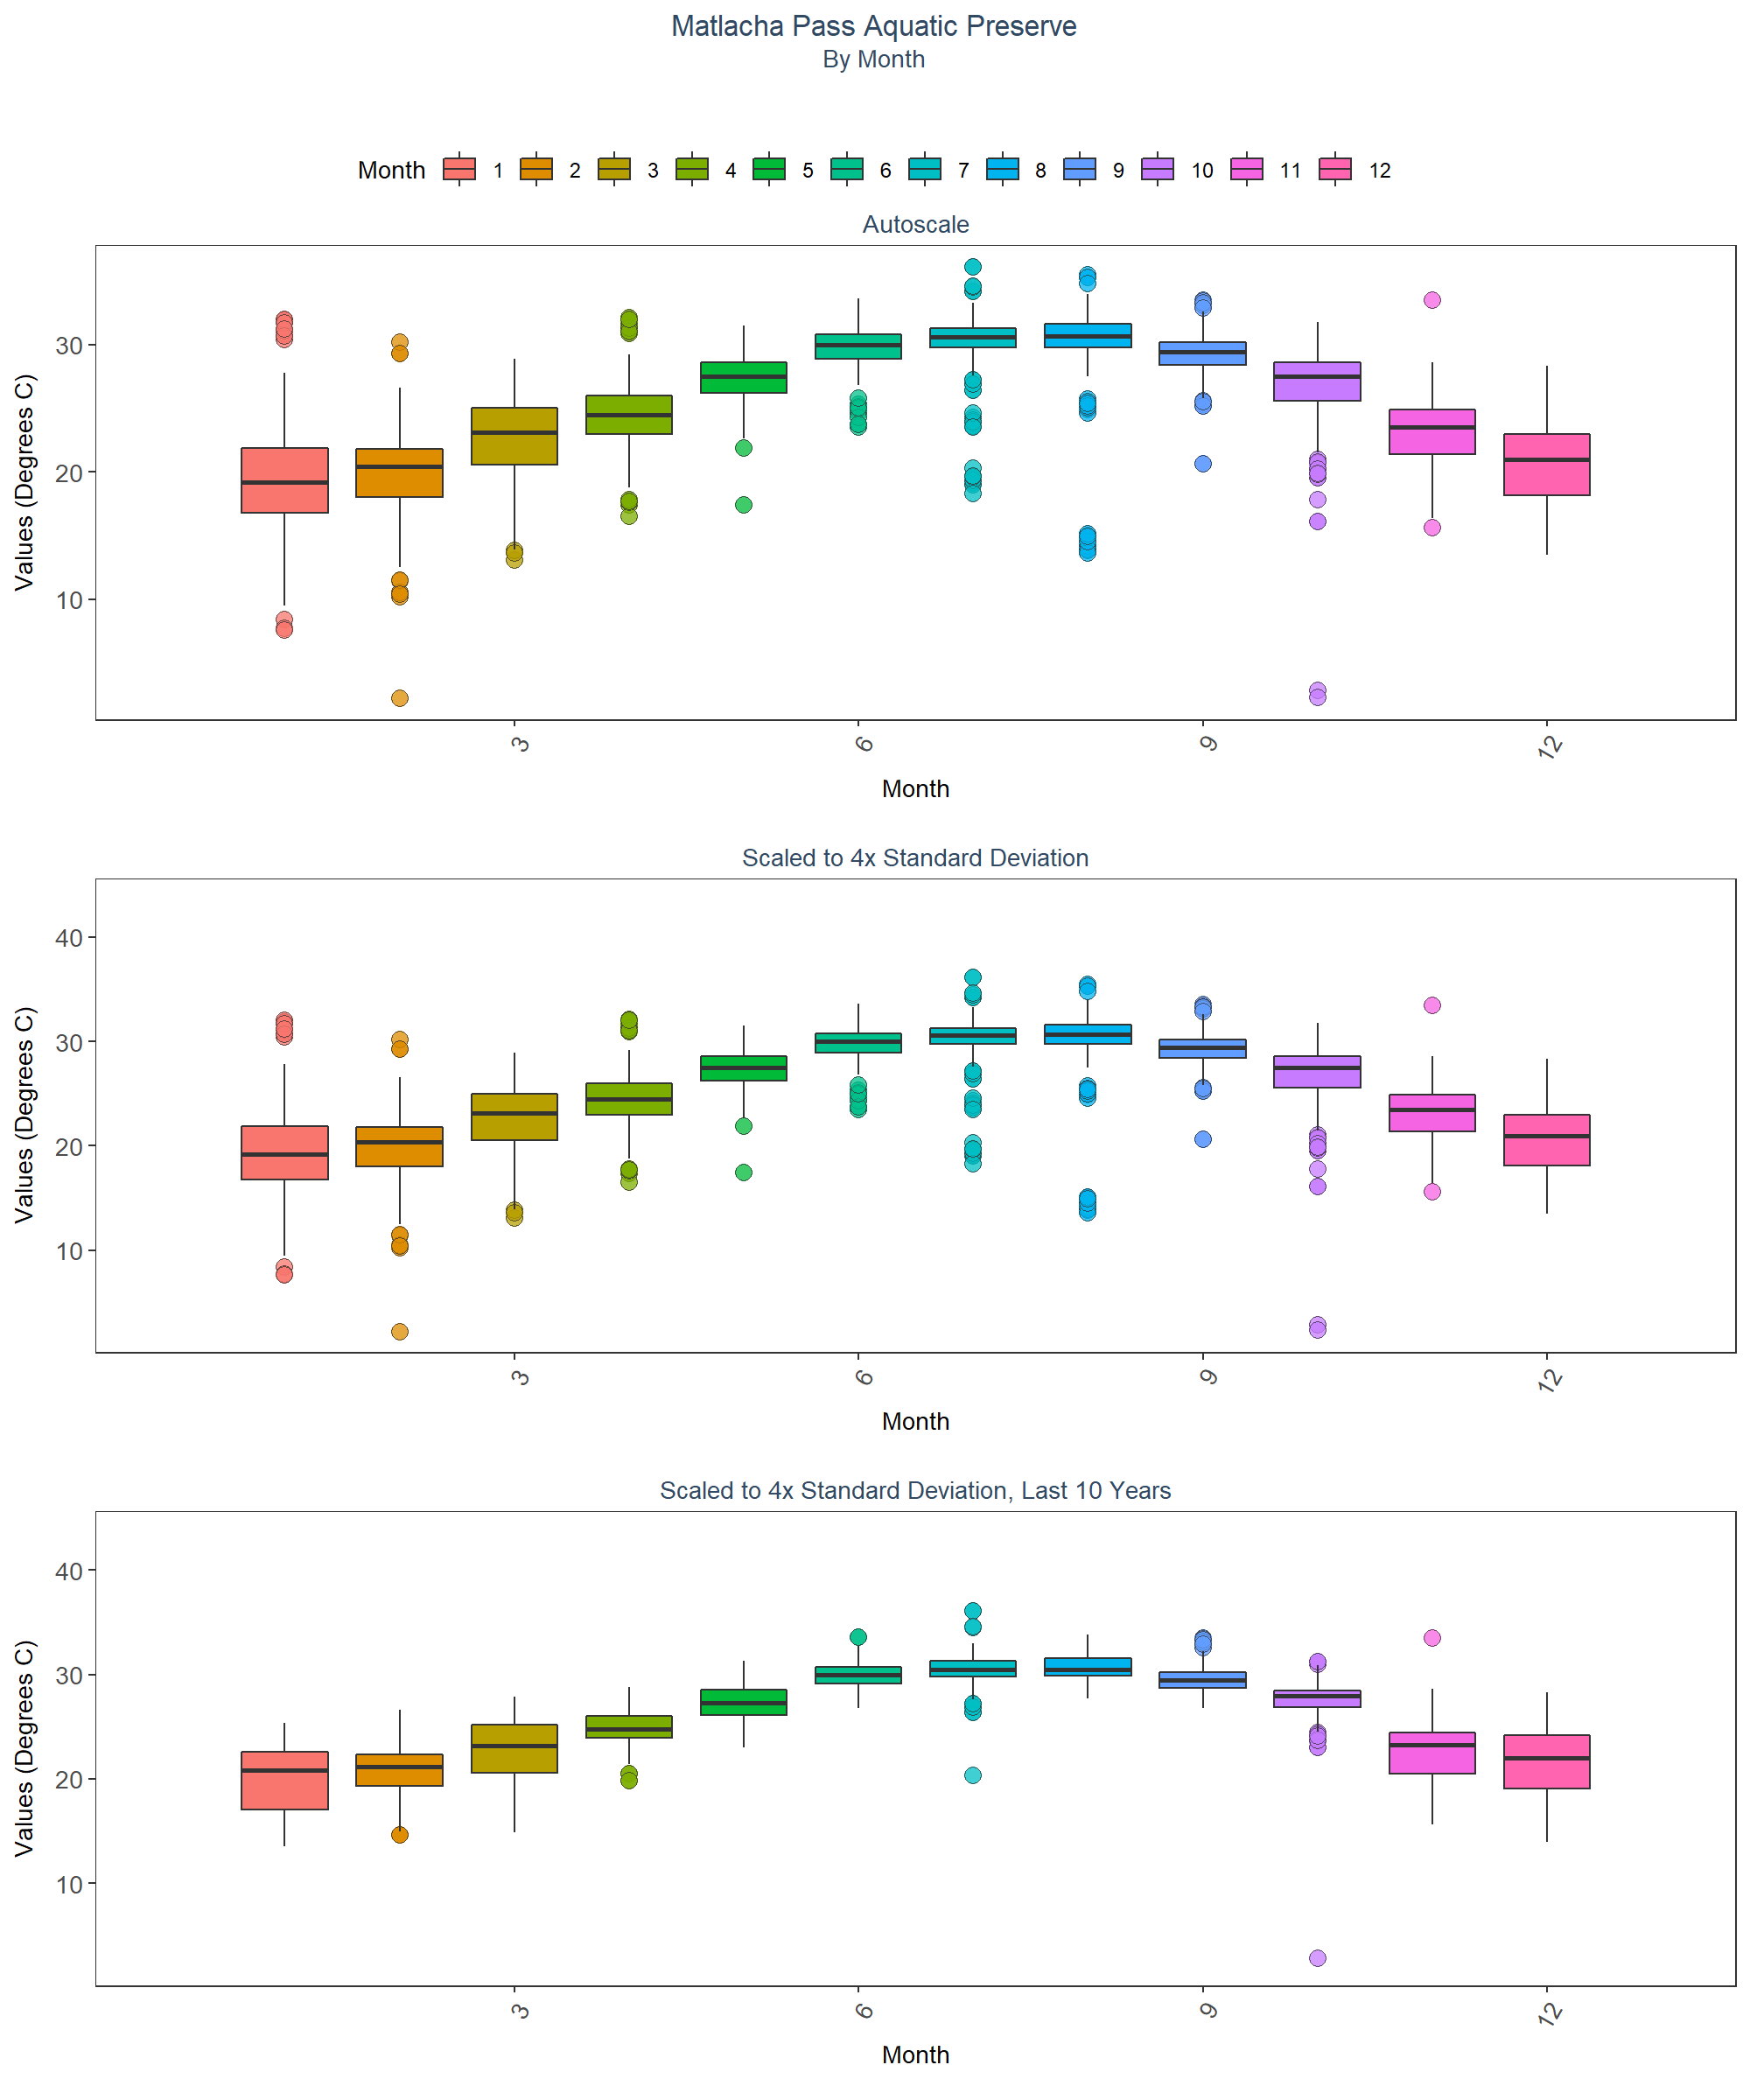 Matlacha Pass Aquatic Preserve
By Month
Month 1 2 3 4 5 6 7 8 9 10 11 12
Autoscale
Values (Degrees C)
30
20
10
3 6 9 12
Month
Scaled to 4x Standard Deviation
Values (Degrees C)
40
30
20
10
3 6 9 12
Month
Scaled to 4x Standard Deviation, Last 10 Years
Values (Degrees C)
40
30
20
10
3 6 9 12
Month